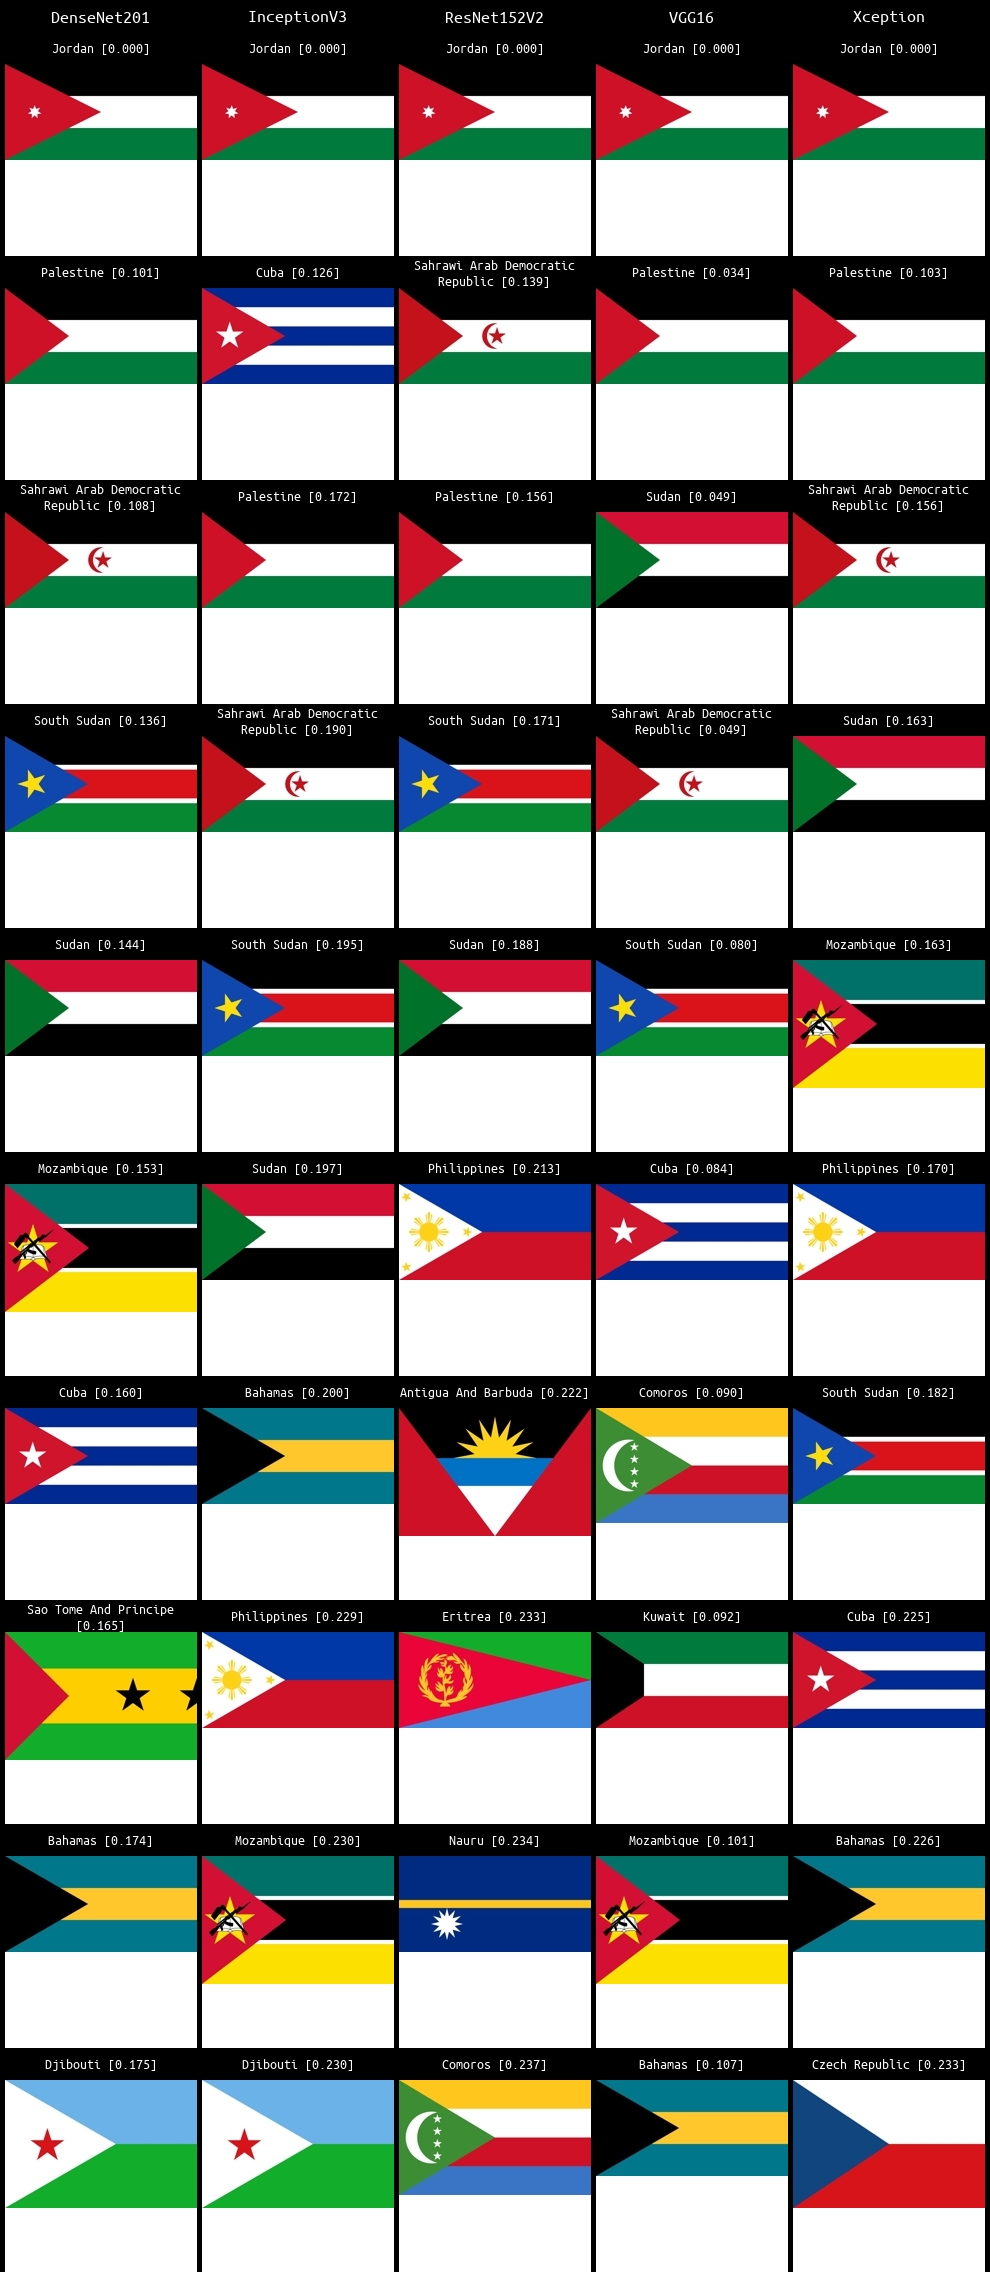 DenseNet201 InceptionV3 ResNet152V2 VGG16 Xception
Jordan [0.000] Jordan [0.000] Jordan [0.000] Jordan [0.000] Jordan [0.000]
Palestine [0.101] Cuba [0.126] Sahrawi Arab Democratic Republic [0.139] Palestine [0.034] Palestine [0.103]
Sahrawi Arab Democratic Republic [0.108] Palestine [0.172] Palestine [0.156] Sudan [0.049] Sahrawi Arab Democratic Republic [0.156]
South Sudan [0.136] Sahrawi Arab Democratic Republic [0.190] South Sudan [0.171] Sahrawi Arab Democratic Republic [0.049] Sudan [0.163]
Sudan [0.144] South Sudan [0.195] Sudan [0.188] South Sudan [0.080] Mozambique [0.163]
Mozambique [0.153] Sudan [0.197] Philippines [0.213] Cuba [0.084] Philippines [0.170]
Cuba [0.160] Bahamas [0.200] Antigua And Barbuda [0.222] Comoros [0.090] South Sudan [0.182]
Sao Tome And Principe [0.165] Philippines [0.229] Eritrea [0.233] Kuwait [0.092] Cuba [0.225]
Bahamas [0.174] Mozambique [0.230] Nauru [0.234] Mozambique [0.101] Bahamas [0.226]
Djibouti [0.175] Djibouti [0.230] Comoros [0.237] Bahamas [0.107] Czech Republic [0.233]